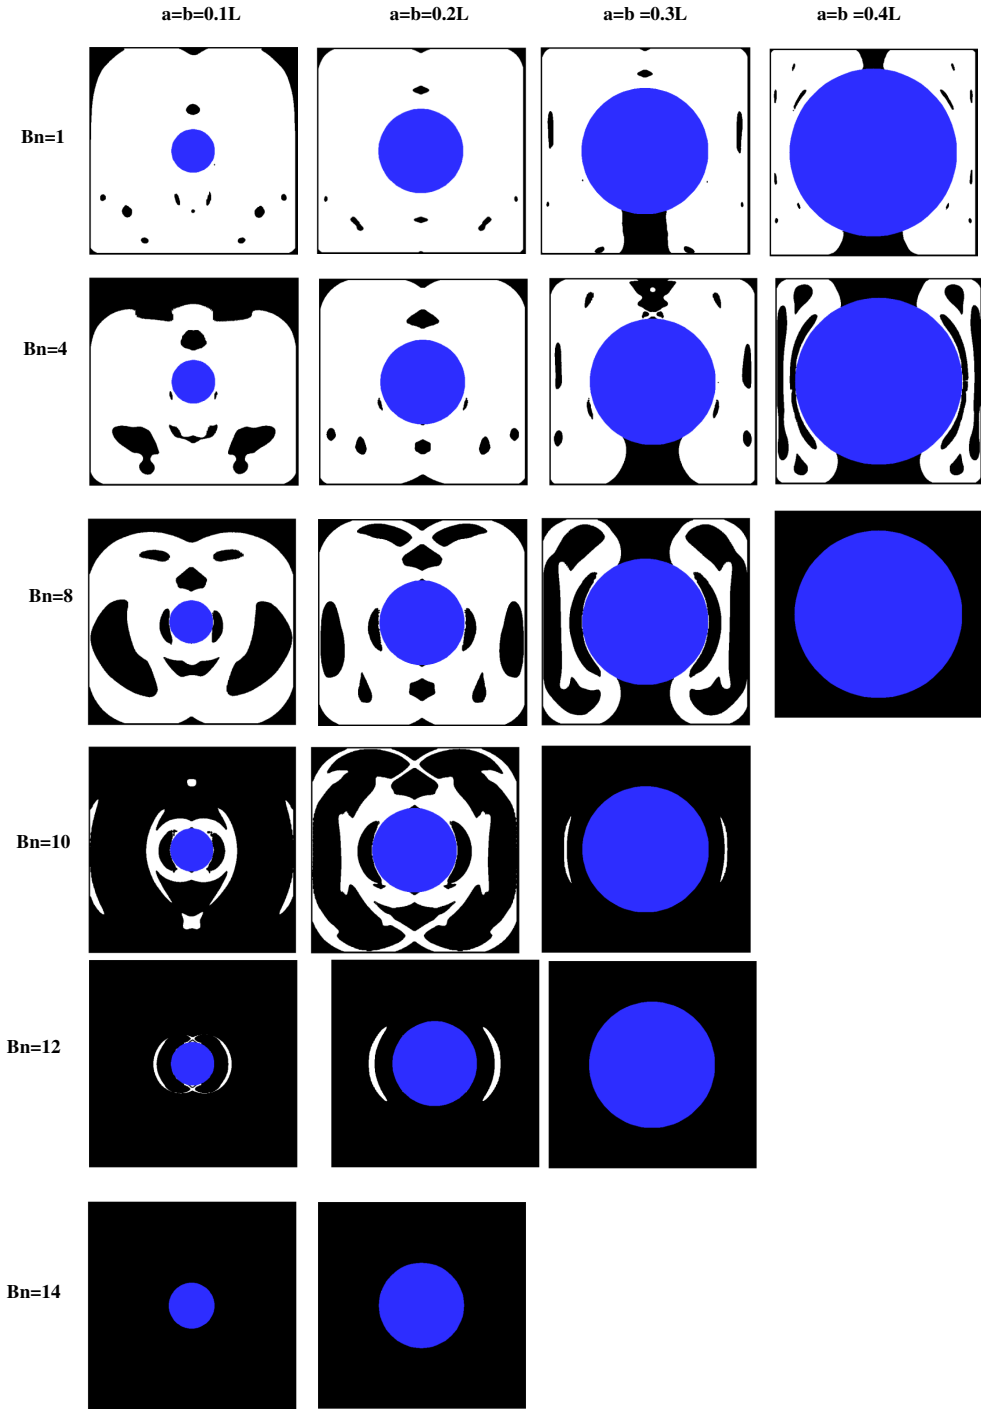 a=b=0.1L a=b=0.2L a=b =0.3L a=b =0.4L
Bn=1
Bn=4
Bn=8
Bn=10
Bn=12
Bn=14